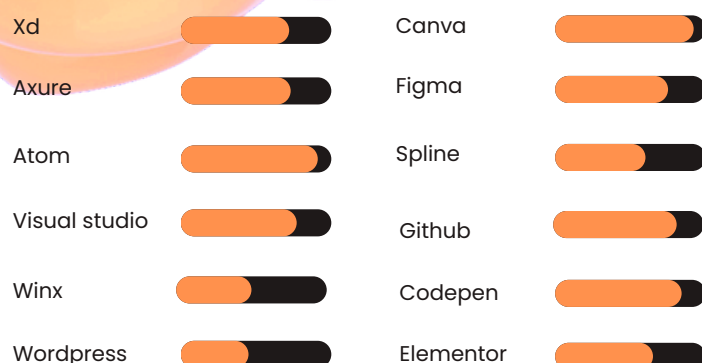 Xd
Canva
Axure
Figma
Atom
Spline
Visual studio
Github
Winx
Codepen
Wordpress
Elementor